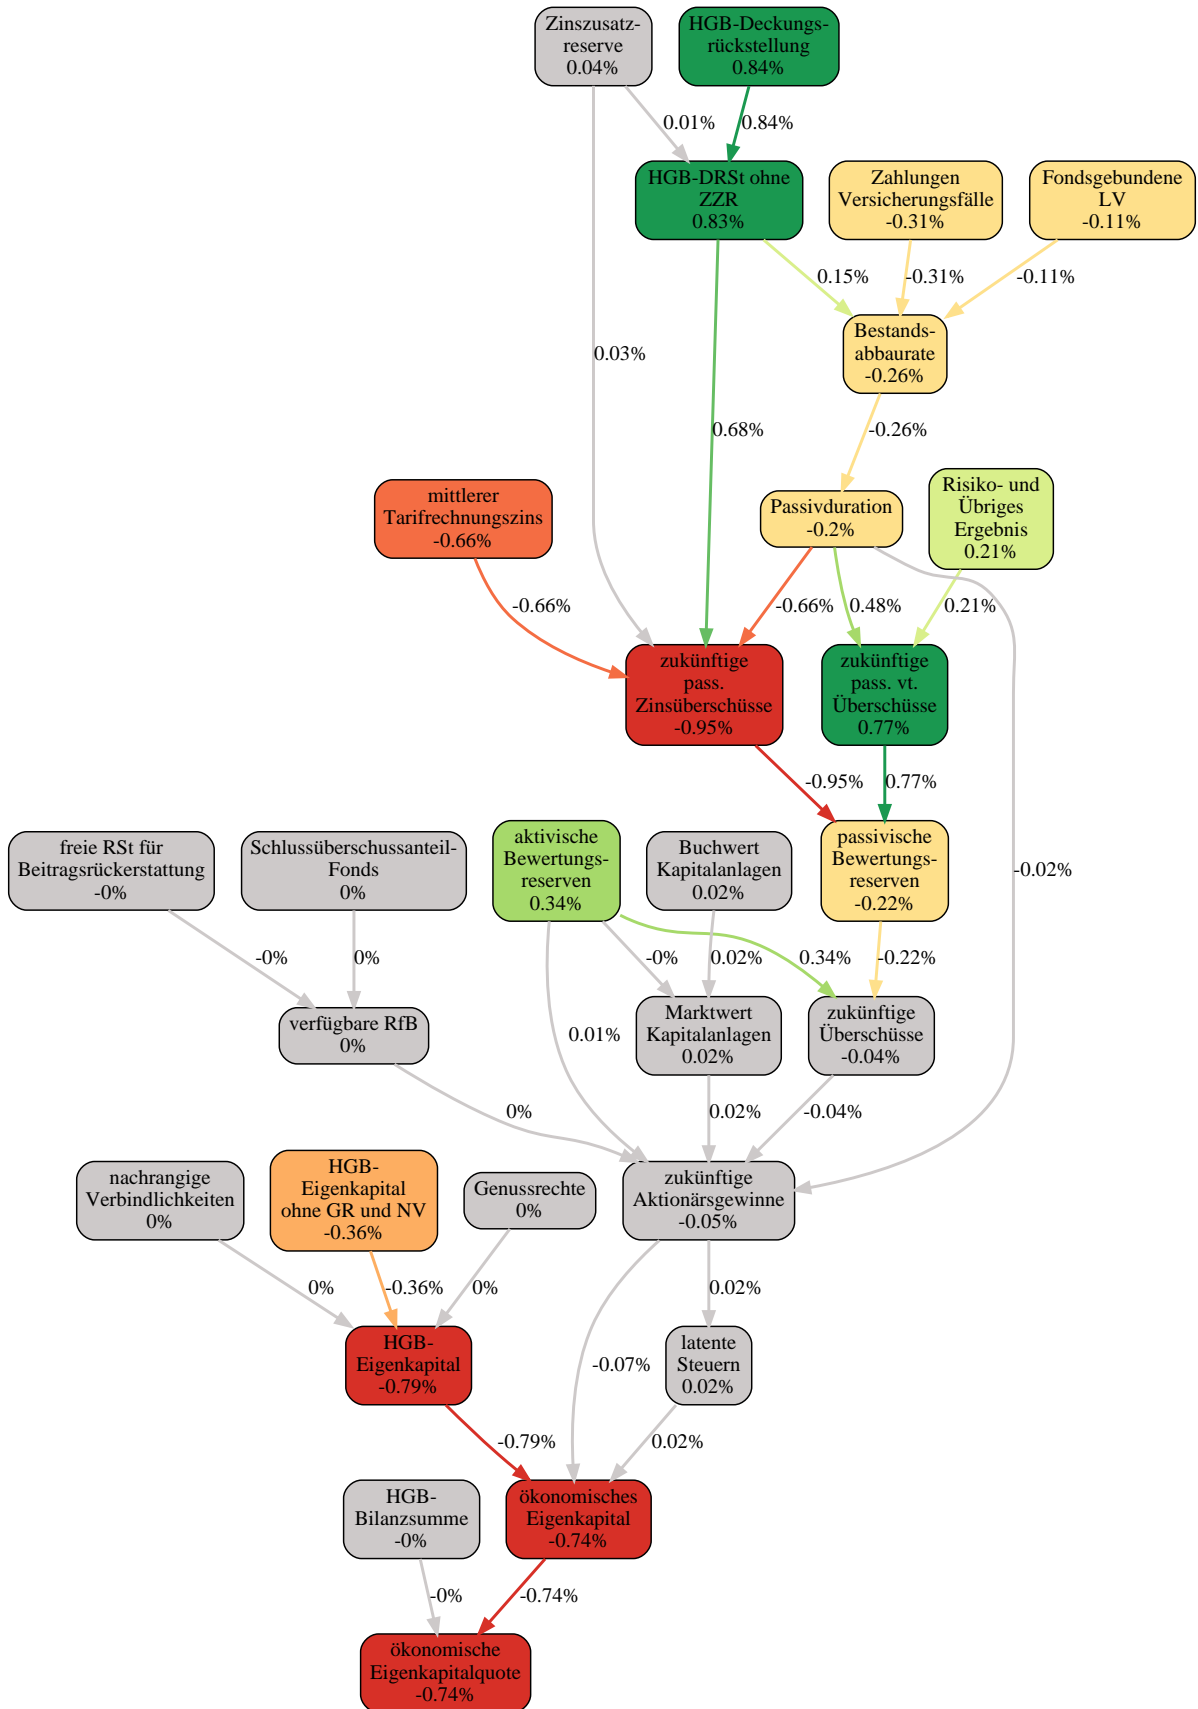 Zinszusatz-
reserve
0.04%
HGB-Deckungs-
rückstellung
0.84%
0.01%
0.84%
HGB-DRSt ohne
ZZR
0.83%
Zahlungen
Versicherungsfälle
-0.31%
Fondsgebundene
LV
-0.11%
0.15%
-0.31%
-0.11%
Bestands-
abbaurate
-0.26%
0.03%
0.68%
-0.26%
mittlerer
Tarifrechnungszins
-0.66%
Passivduration
-0.2%
Risiko- und
Übriges
Ergebnis
0.21%
-0.66%
-0.66%
0.48%
0.21%
zukünftige
pass.
Zinsüberschüsse
-0.95%
zukünftige
pass. vt.
Überschüsse
0.77%
-0.95%
0.77%
freie RSt für
Beitragsrückerstattung
-0%
Schlussüberschussanteil-
Fonds
0%
aktivische
Bewertungs-
reserven
0.34%
Buchwert
Kapitalanlagen
0.02%
passivische
Bewertungs-
reserven
-0.22%
-0.02%
-0%
0%
-0%
0.02%
0.34%
-0.22%
verfügbare RfB
0%
0.01%
Marktwert
Kapitalanlagen
0.02%
zukünftige
Überschüsse
-0.04%
0%
0.02%
-0.04%
nachrangige
Verbindlichkeiten
0%
HGB-
Eigenkapital
ohne GR und NV
-0.36%
Genussrechte
0%
zukünftige
Aktionärsgewinne
-0.05%
0%
-0.36%
0%
0.02%
HGB-
Eigenkapital
-0.79%
-0.07%
latente
Steuern
0.02%
-0.79%
0.02%
HGB-
Bilanzsumme
-0%
ökonomisches
Eigenkapital
-0.74%
-0%
-0.74%
ökonomische
Eigenkapitalquote
-0.74%